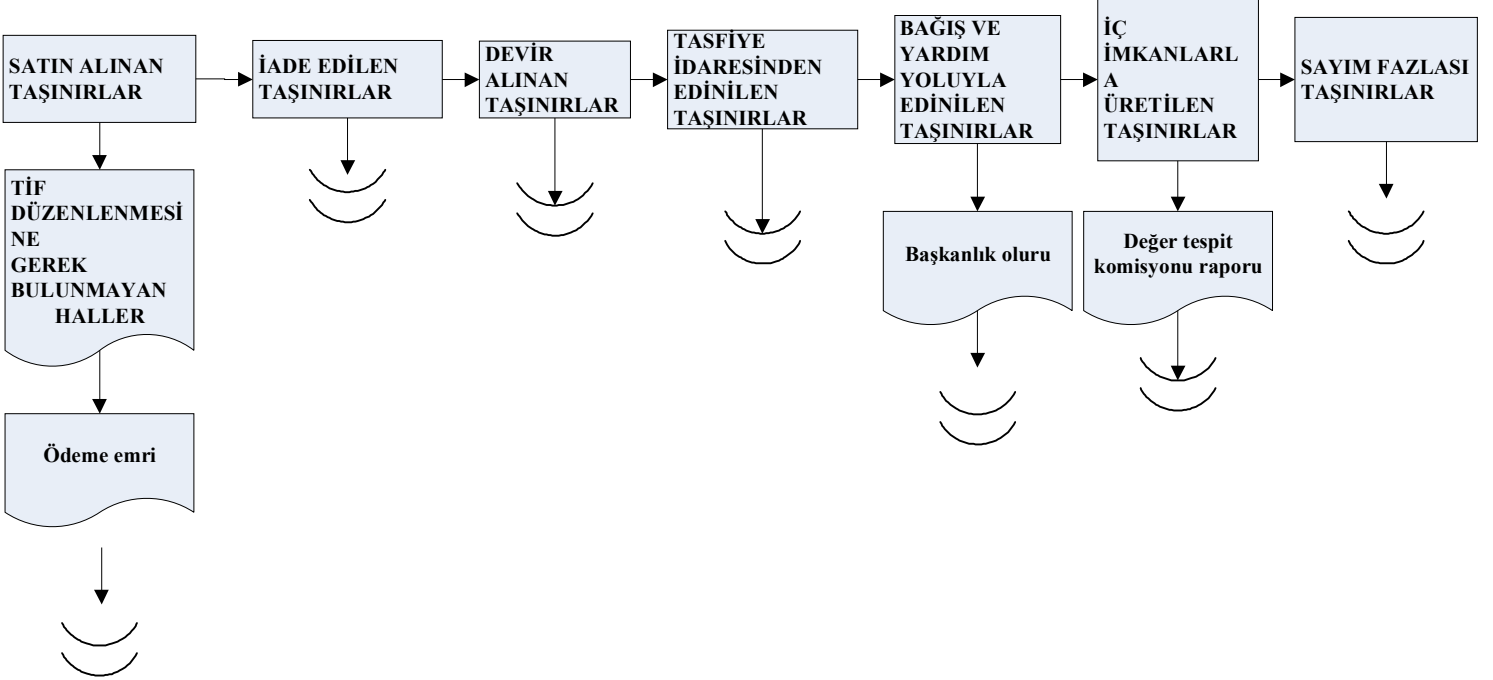 SATIN ALINAN
TAŞINIRLAR
İADE EDİLEN
TAŞINIRLAR
DEVİR
ALINAN
TAŞINIRLAR
TASFİYE
İDARESİNDEN
EDİNİLEN
TAŞINIRLAR
BAĞIŞ VE
YARDIM
YOLUYLA
EDİNİLEN
TAŞINIRLAR
İÇ
İMKANLARL
A
ÜRETİLEN
TAŞINIRLAR
SAYIM FAZLASI
TAŞINIRLAR
TİF
DÜZENLENMESİ
NE
GEREK
BULUNMAYAN
HALLER
Başkanlık oluru
Değer tespit
komisyonu raporu
Ödeme emri